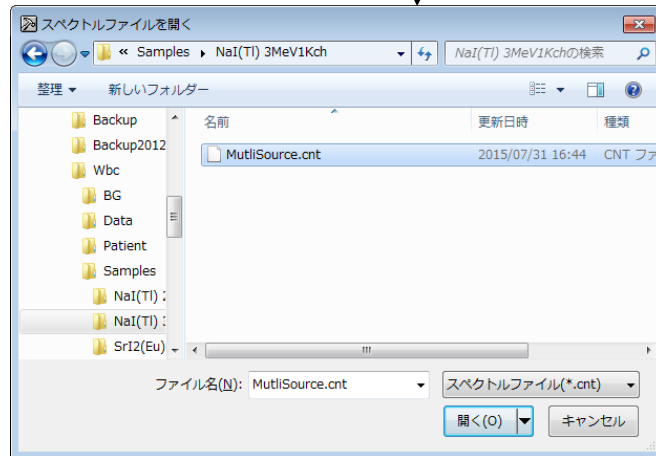 スペクトルファイルを開く
« Samples ▸ NaI(Tl) 3MeV1Kch
NaI(Tl) 3MeV1Kchの検索
整理 ▼ 新しいフォルダー
Backup
Backup2012
Wbc
BG
Data
Patient
Samples
NaI(Tl)
NaI(Tl)
SrI2(Eu)
名前 更新日時 種類
MutliSource.cnt 2015/07/31 16:44 CNT ファ
ファイル名(N): MutliSource.cnt スペクトルファイル(*.cnt)
開く(O) キャンセル